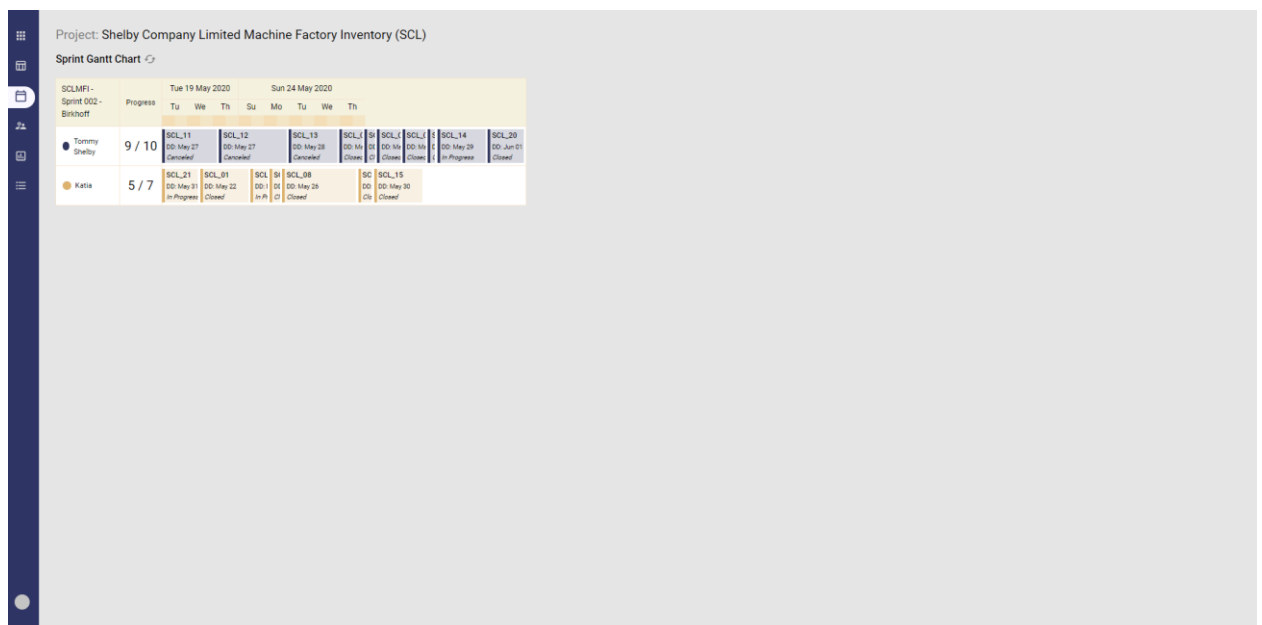 Project: Shelby Company Limited Machine Factory Inventory (SCL)
Sprint Gantt Chart
SCLMFI -
Sprint 002 -
Birkhoff
Progress
Tue 19 May 2020 Sun 24 May 2020
Tu We Th Su Mo Tu We Th
Tommy
Shelby
9 / 10
SCL_11
DD: May 27
Canceled
SCL_12
DD: May 27
Canceled
SCL_13
DD: May 28
Canceled
SCL_14
DD: May 29
In Progress
SCL_20
DD: Jun 01
Closed
Katia
5 / 7
SCL_21
DD: May 31
In Progress
SCL_01
DD: May 22
Closed
SCL_08
DD: May 26
Closed
SCL_15
DD: May 30
Closed